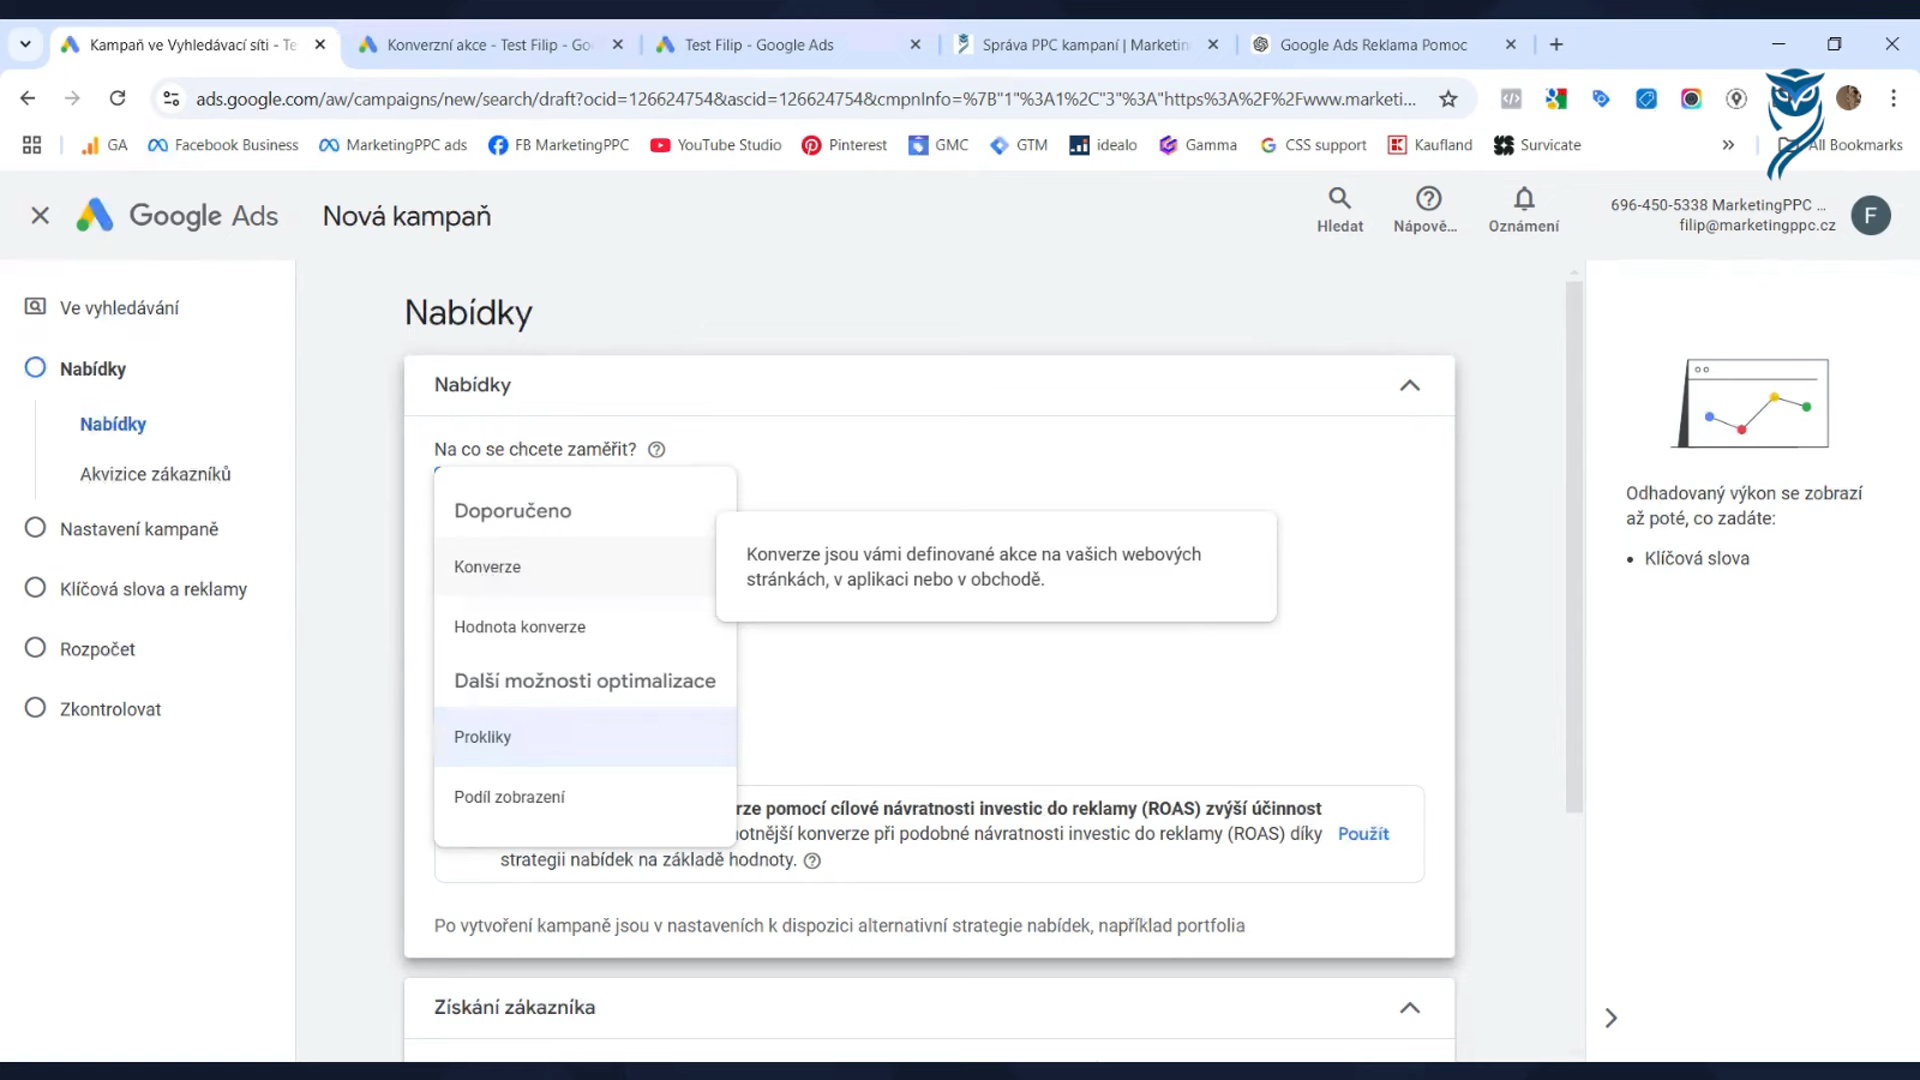 Kampaň ve Vyhledávací síti - Te
Konverzní akce - Test Filip - Goo
Test Filip - Google Ads
Správa PPC kampaní | Marketin
Google Ads Reklama Pomoc
ads.google.com/aw/campaigns/new/search/draft?ocid=126624754&ascid=126624754&cmpnInfo=%7B"1"%3A1%2C"3"%3A"https%3A%2F%2Fwww.marketi...
GA
Facebook Business
MarketingPPC ads
FB MarketingPPC
YouTube Studio
Pinterest
GMC
GTM
idealo
Gamma
CSS support
Kaufland
Survicate
All Bookmarks
Google Ads
Nová kampaň
Hledat
Nápově...
Oznámení
696-450-5338 MarketingPPC ...
filip@marketingppc.cz
F
Ve vyhledávání
Nabídky
Nabídky
Akvizice zákazníků
Nastavení kampaně
Klíčová slova a reklamy
Rozpočet
Zkontrolovat
Nabídky
Nabídky
Na co se chcete zaměřit?
Doporučeno
Konverze
Hodnota konverze
Další možnosti optimalizace
Prokliky
Podíl zobrazení
Konverze jsou vámi definované akce na vašich webových
stránkách, v aplikaci nebo v obchodě.
rze pomocí cílové návratnosti investic do reklamy (ROAS) zvýší účinnost
otnější konverze při podobné návratnosti investic do reklamy (ROAS) díky
strategii nabídek na základě hodnoty.
Použít
Po vytvoření kampaně jsou v nastaveních k dispozici alternativní strategie nabídek, například portfolia
Získání zákazníka
Odhadovaný výkon se zobrazí
až poté, co zadáte:
• Klíčová slova